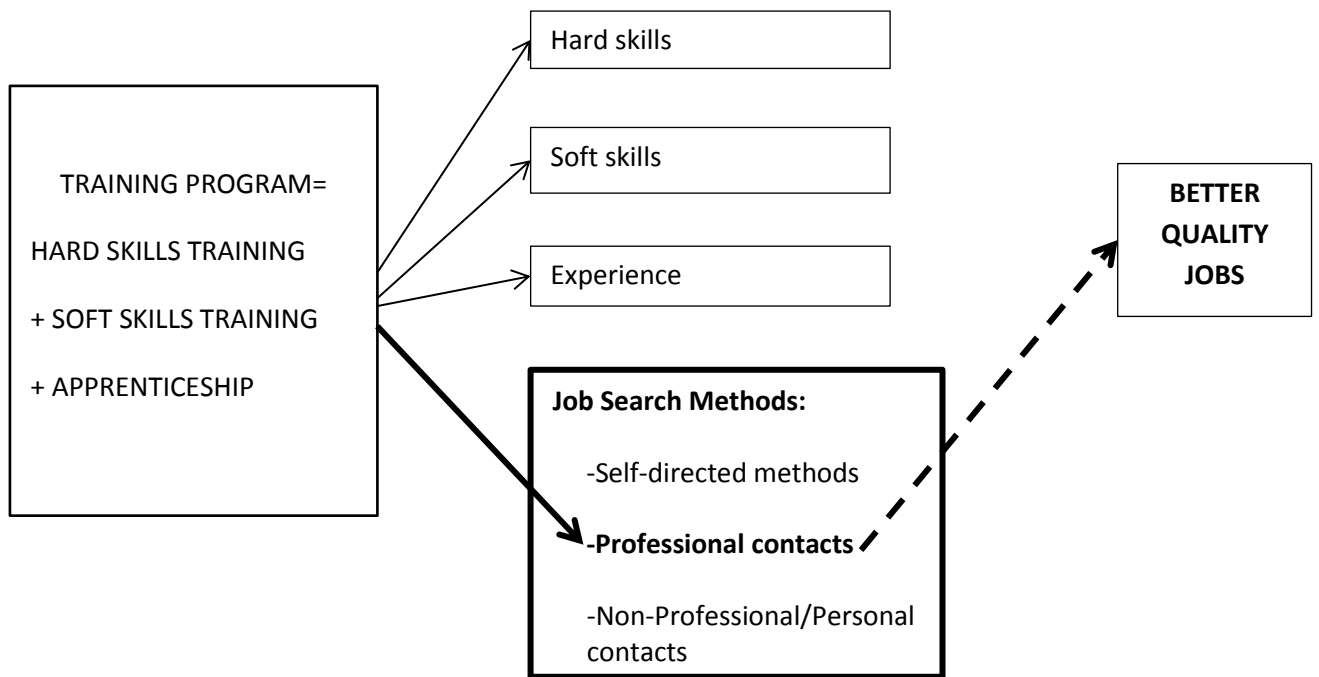 TRAINING PROGRAM=
HARD SKILLS TRAINING
+ SOFT SKILLS TRAINING
+ APPRENTICESHIP
Hard skills
Soft skills
Experience
Job Search Methods:
-Self-directed methods
-Professional contacts
-Non-Professional/Personal
contacts
BETTER
QUALITY
JOBS